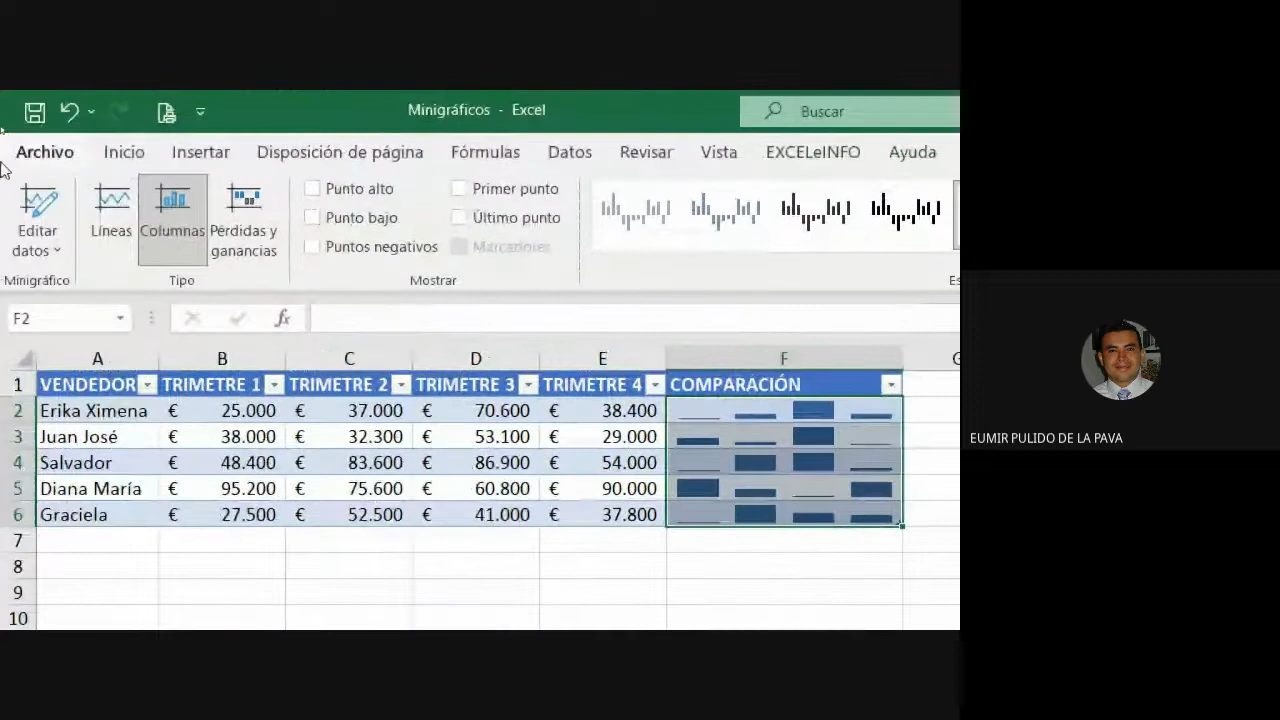 Minigráficos - Excel
Buscar
Archivo Inicio Insertar Disposición de página Fórmulas Datos Revisar Vista EXCELeINFO Ayuda
Editar datos
Líneas
Columnas
Pérdidas y ganancias
Punto alto
Punto bajo
Puntos negativos
Primer punto
Último punto
Marcadores
Minigráfico Tipo Mostrar Es
F2 fx
A B C D E F G
1 VENDEDOR TRIMETRE 1 TRIMETRE 2 TRIMETRE 3 TRIMETRE 4 COMPARACIÓN
2 Erika Ximena € 25.000 € 37.000 € 70.600 € 38.400
3 Juan José € 38.000 € 32.300 € 53.100 € 29.000
4 Salvador € 48.400 € 83.600 € 86.900 € 54.000
5 Diana María € 95.200 € 75.600 € 60.800 € 90.000
6 Graciela € 27.500 € 52.500 € 41.000 € 37.800
7
8
9
10
EUMIR PULIDO DE LA PAVA